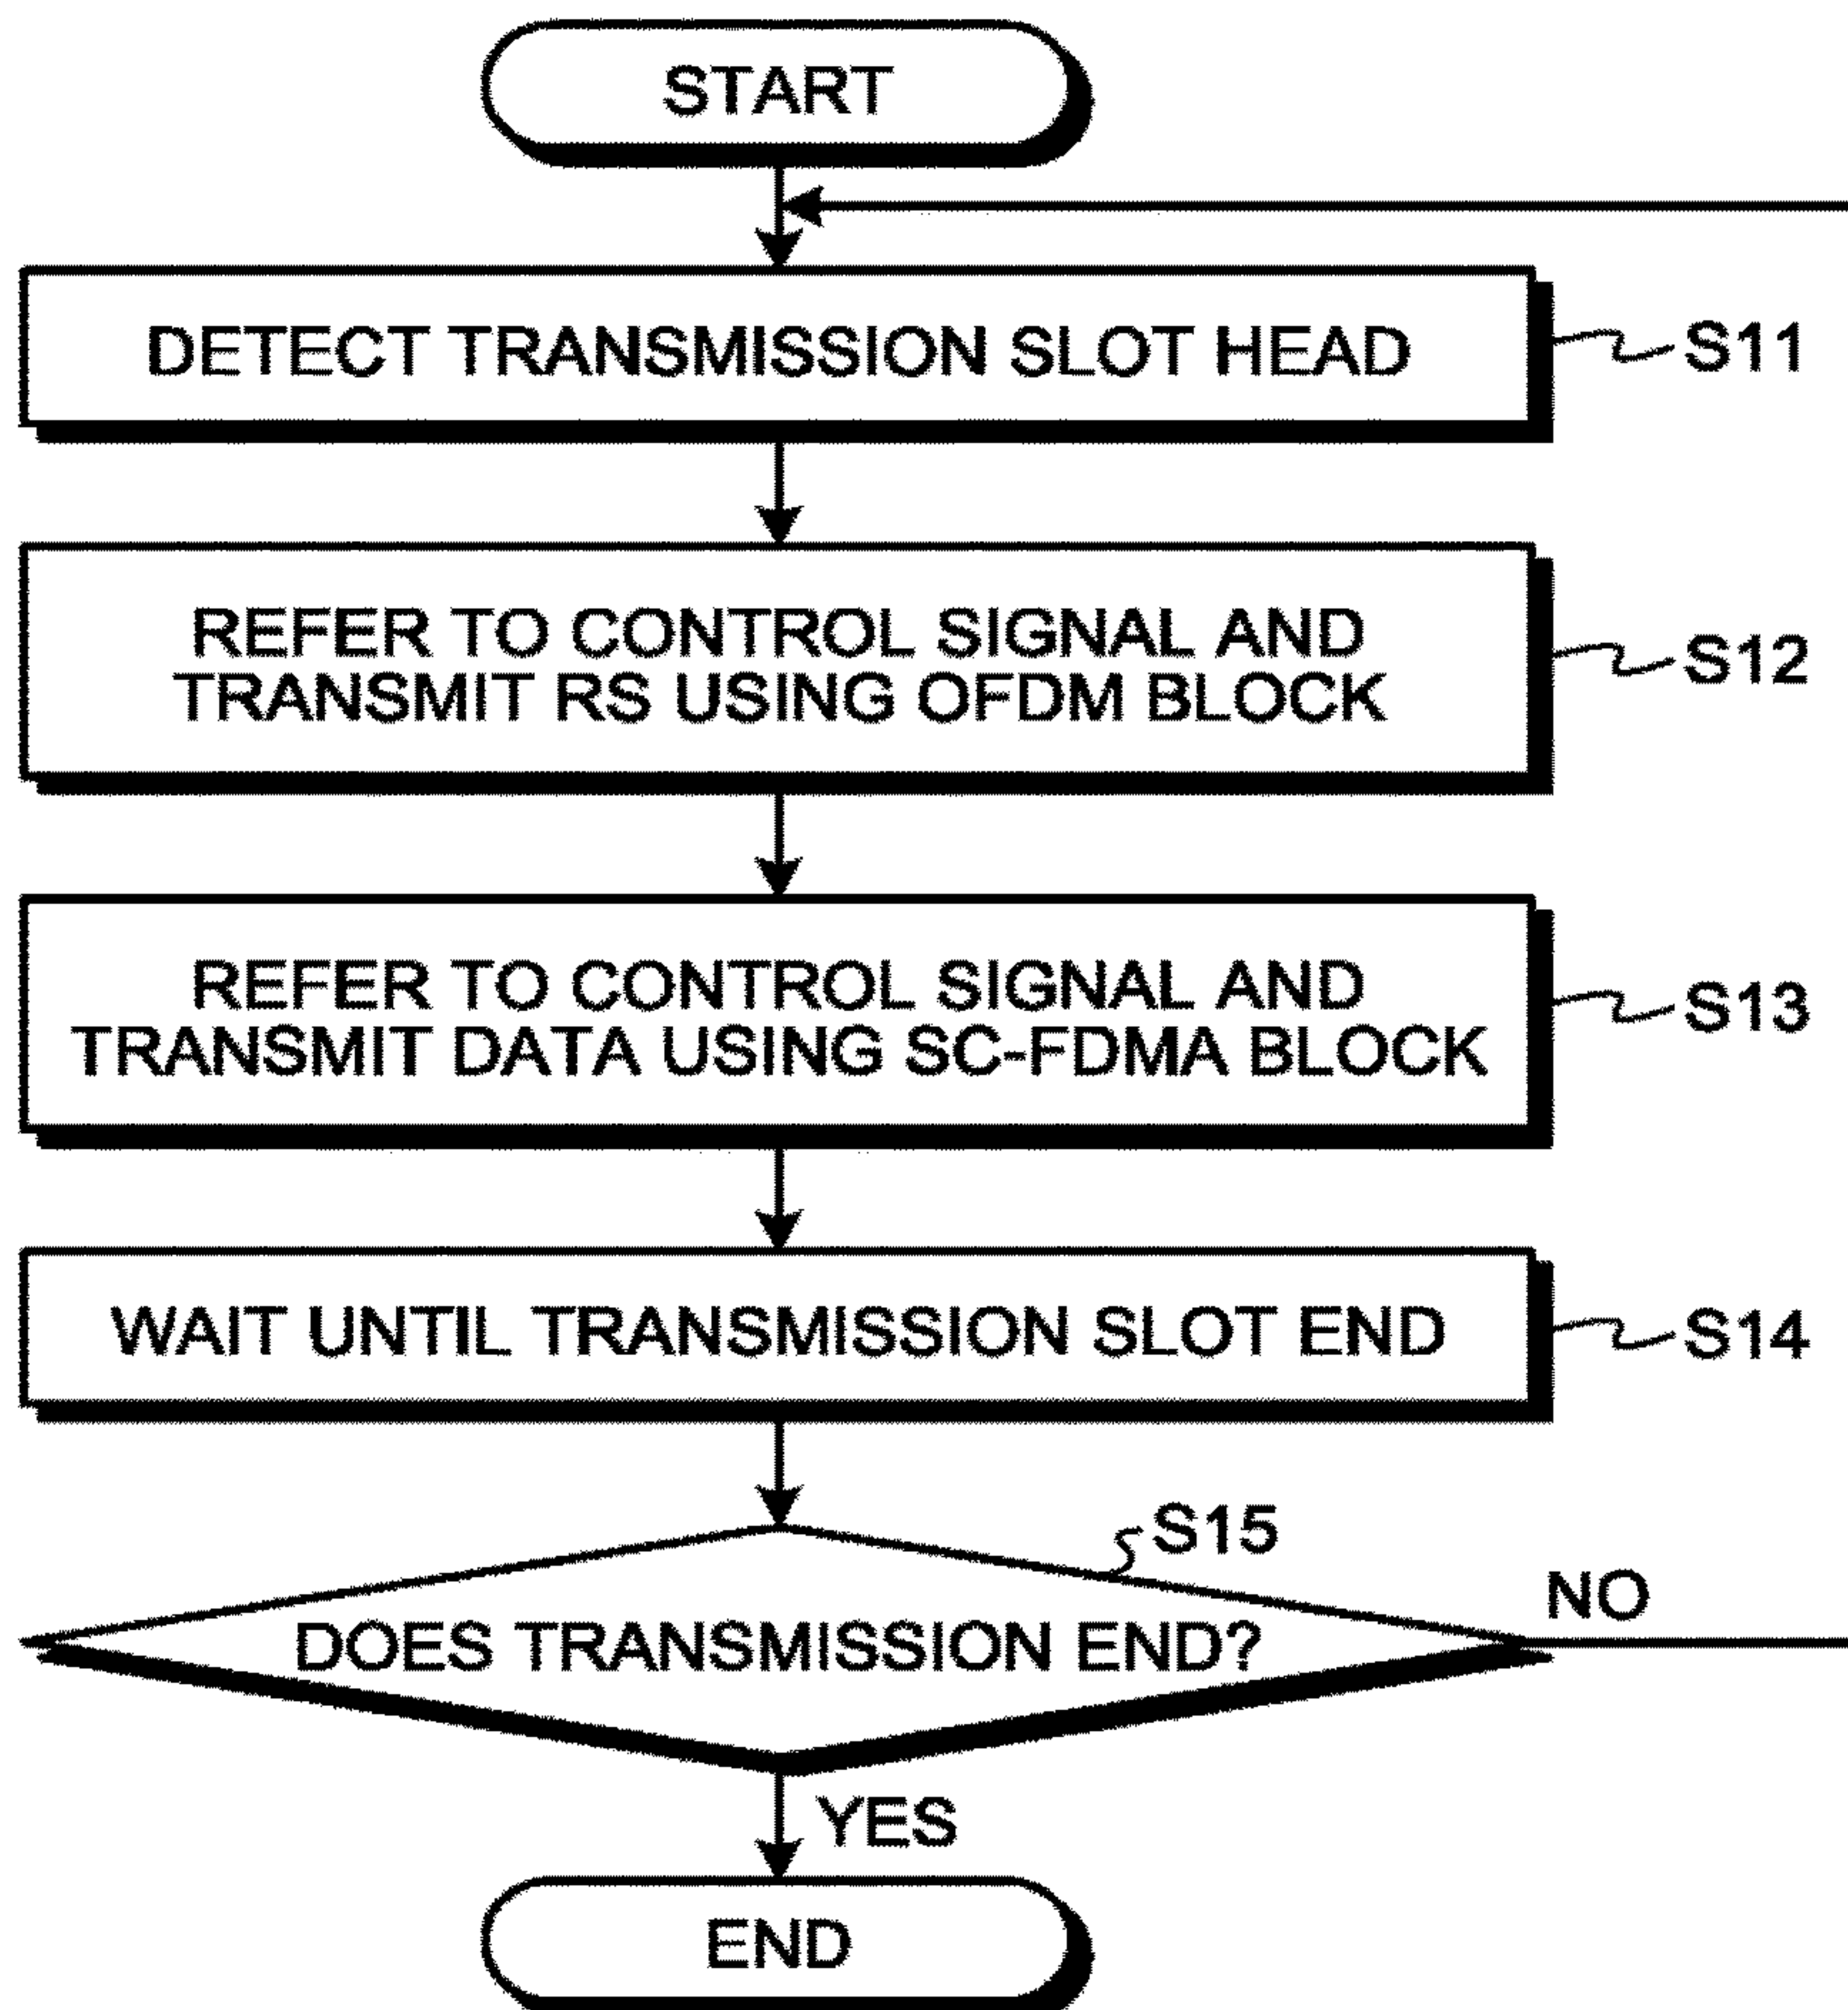 START
DETECT TRANSMISSION SLOT HEAD
S11
REFER TO CONTROL SIGNAL AND
TRANSMIT RS USING OFDM BLOCK
S12
REFER TO CONTROL SIGNAL AND
TRANSMIT DATA USING SC-FDMA BLOCK
S13
WAIT UNTIL TRANSMISSION SLOT END
S14
S15
DOES TRANSMISSION END?
NO
YES
END